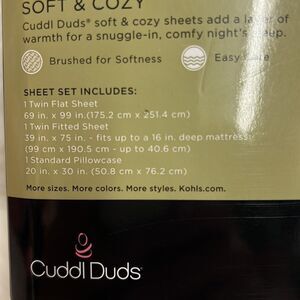 SOFT & COZY
Cuddl Duds® soft & cozy sheets add a layer of
warmth for a snuggle-in, comfy night's sleep.
Brushed for Softness
Easy Care
SHEET SET INCLUDES:
1 Twin Flat Sheet
69 in. x 99 in. (175.2 cm x 251.4 cm)
1 Twin Fitted Sheet
39 in. x 75 in. - fits up to a 16 in. deep mattress
(99 cm x 190.5 cm - up to 40.6 cm)
1 Standard Pillowcase
20 in. x 30 in. (50.8 cm x 76.2 cm)
More sizes. More colors. More styles. Kohls.com.
Cuddl Duds®